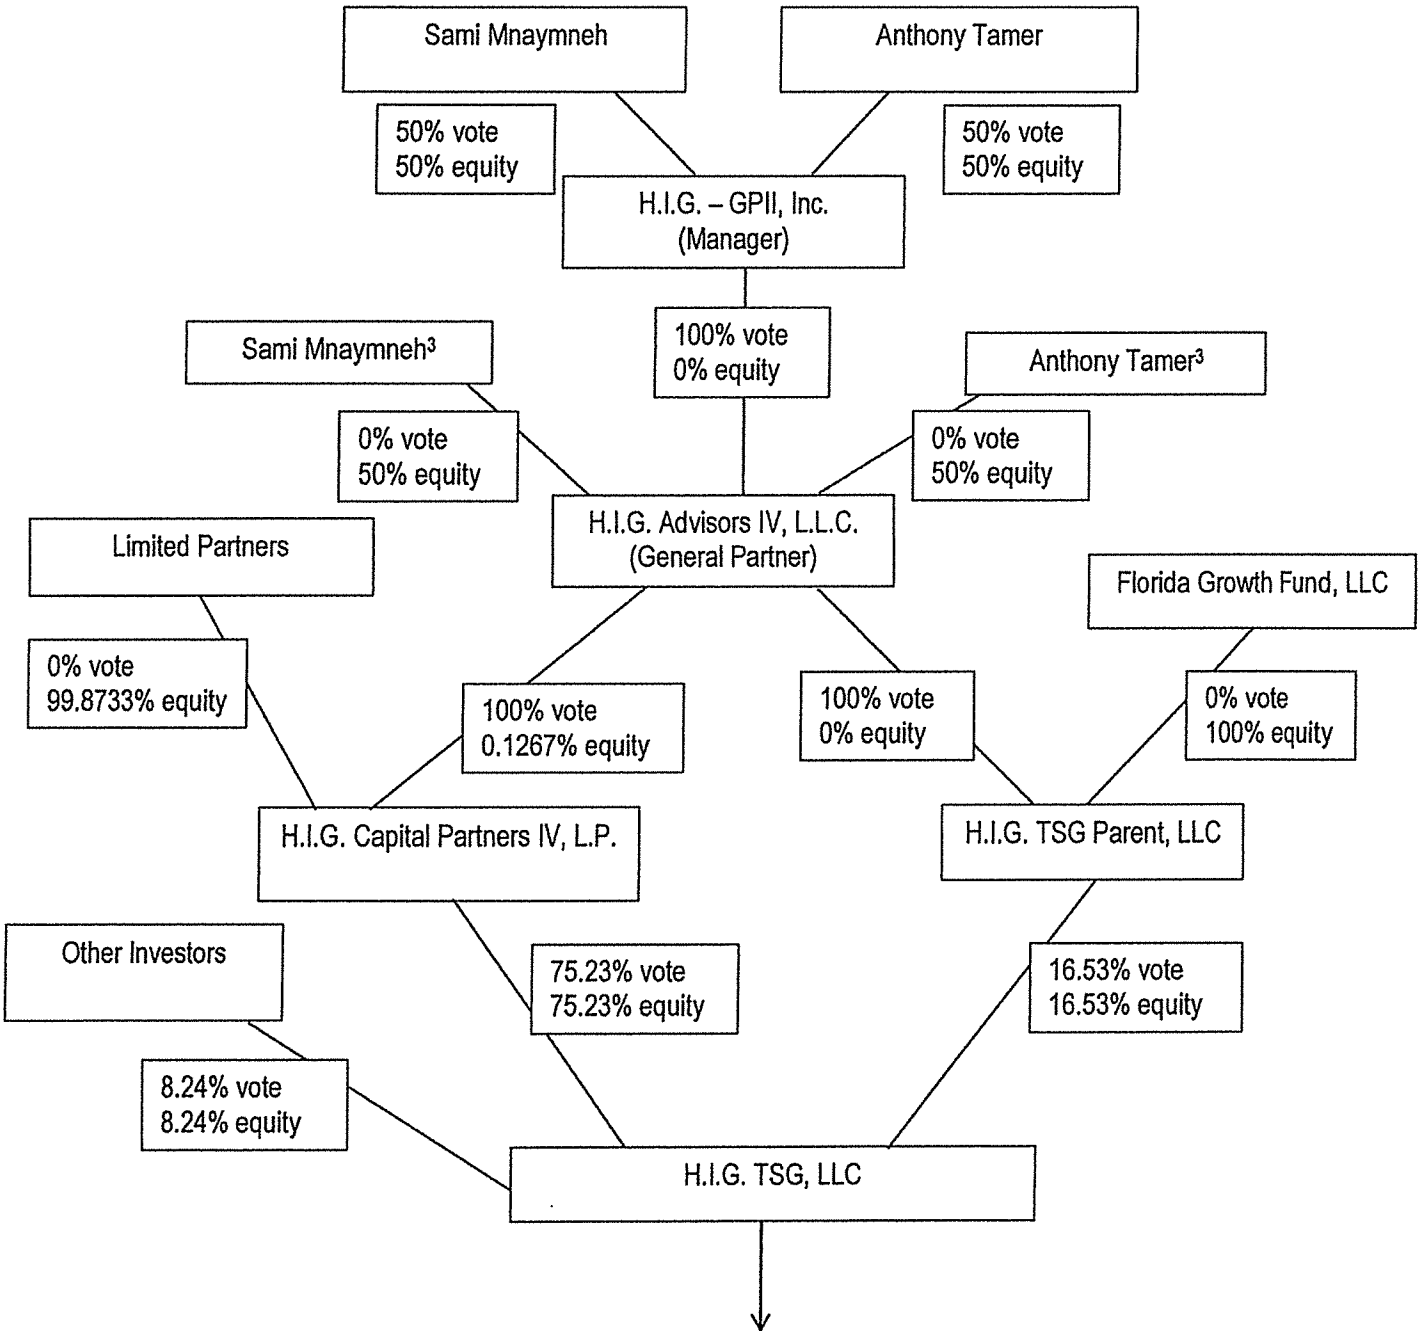 Sami Mnaymneh
Anthony Tamer
50% vote
50% equity
50% vote
50% equity
H.I.G. – GPII, Inc.
(Manager)
100% vote
0% equity
Sami Mnaymneh³
Anthony Tamer³
0% vote
50% equity
0% vote
50% equity
H.I.G. Advisors IV, L.L.C.
(General Partner)
Limited Partners
Florida Growth Fund, LLC
0% vote
99.8733% equity
100% vote
0.1267% equity
100% vote
0% equity
0% vote
100% equity
H.I.G. Capital Partners IV, L.P.
H.I.G. TSG Parent, LLC
Other Investors
75.23% vote
75.23% equity
16.53% vote
16.53% equity
8.24% vote
8.24% equity
H.I.G. TSG, LLC